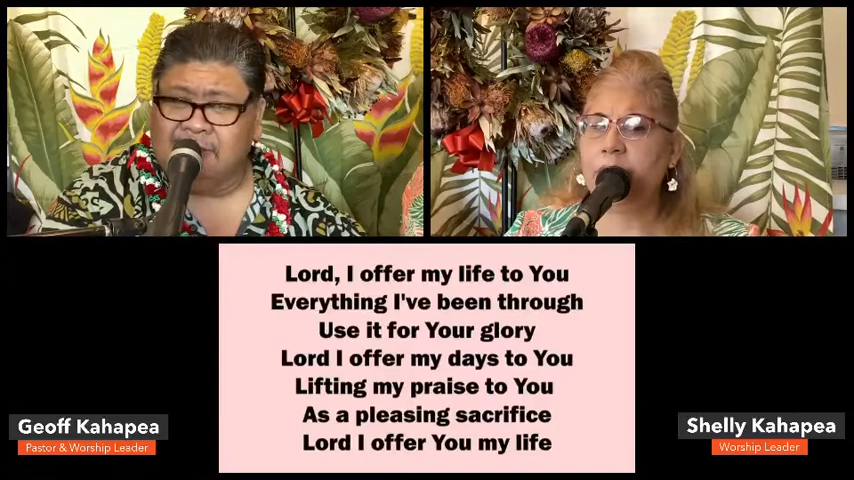 Lord, I offer my life to You
Everything I've been through
Use it for Your glory
Lord I offer my days to You
Lifting my praise to You
As a pleasing sacrifice
Lord I offer You my life
Geoff Kahapea
Pastor & Worship Leader
Shelly Kahapea
Worship Leader